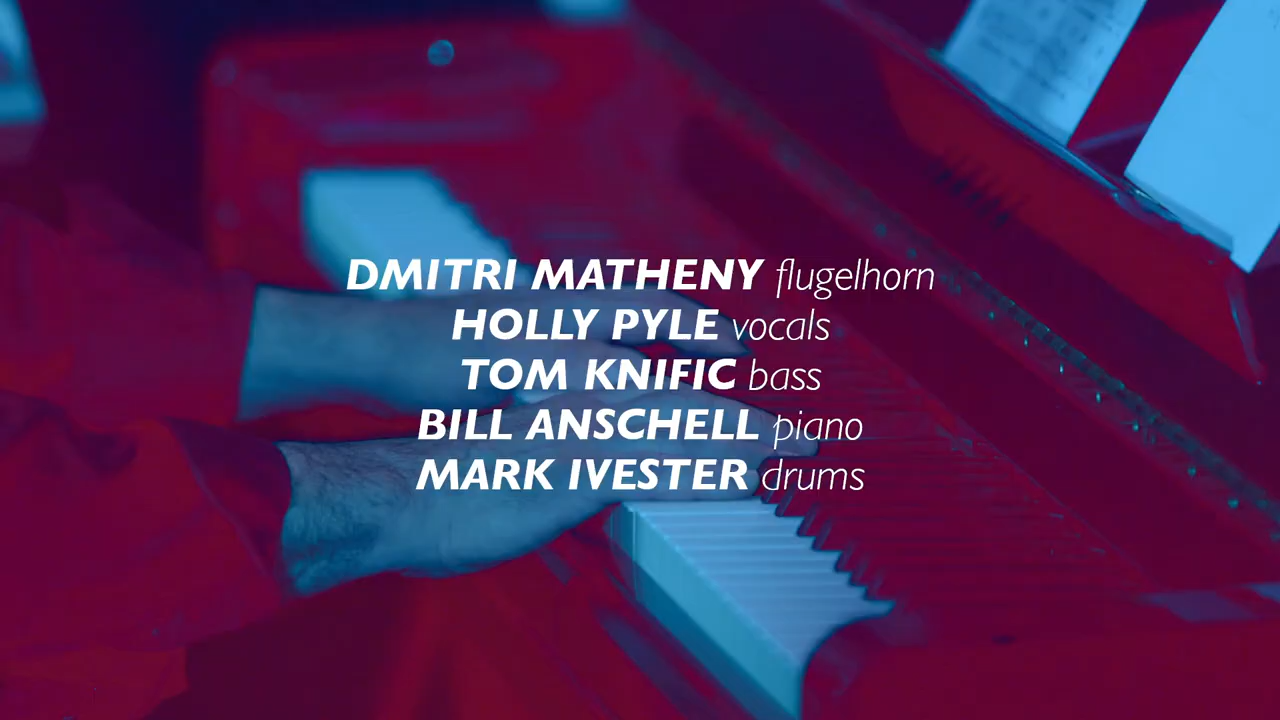 DMITRI MATHENY flugelhorn
HOLLY PYLE vocals
TOM KNIFIC bass
BILL ANSCHELL piano
MARK IVESTER drums